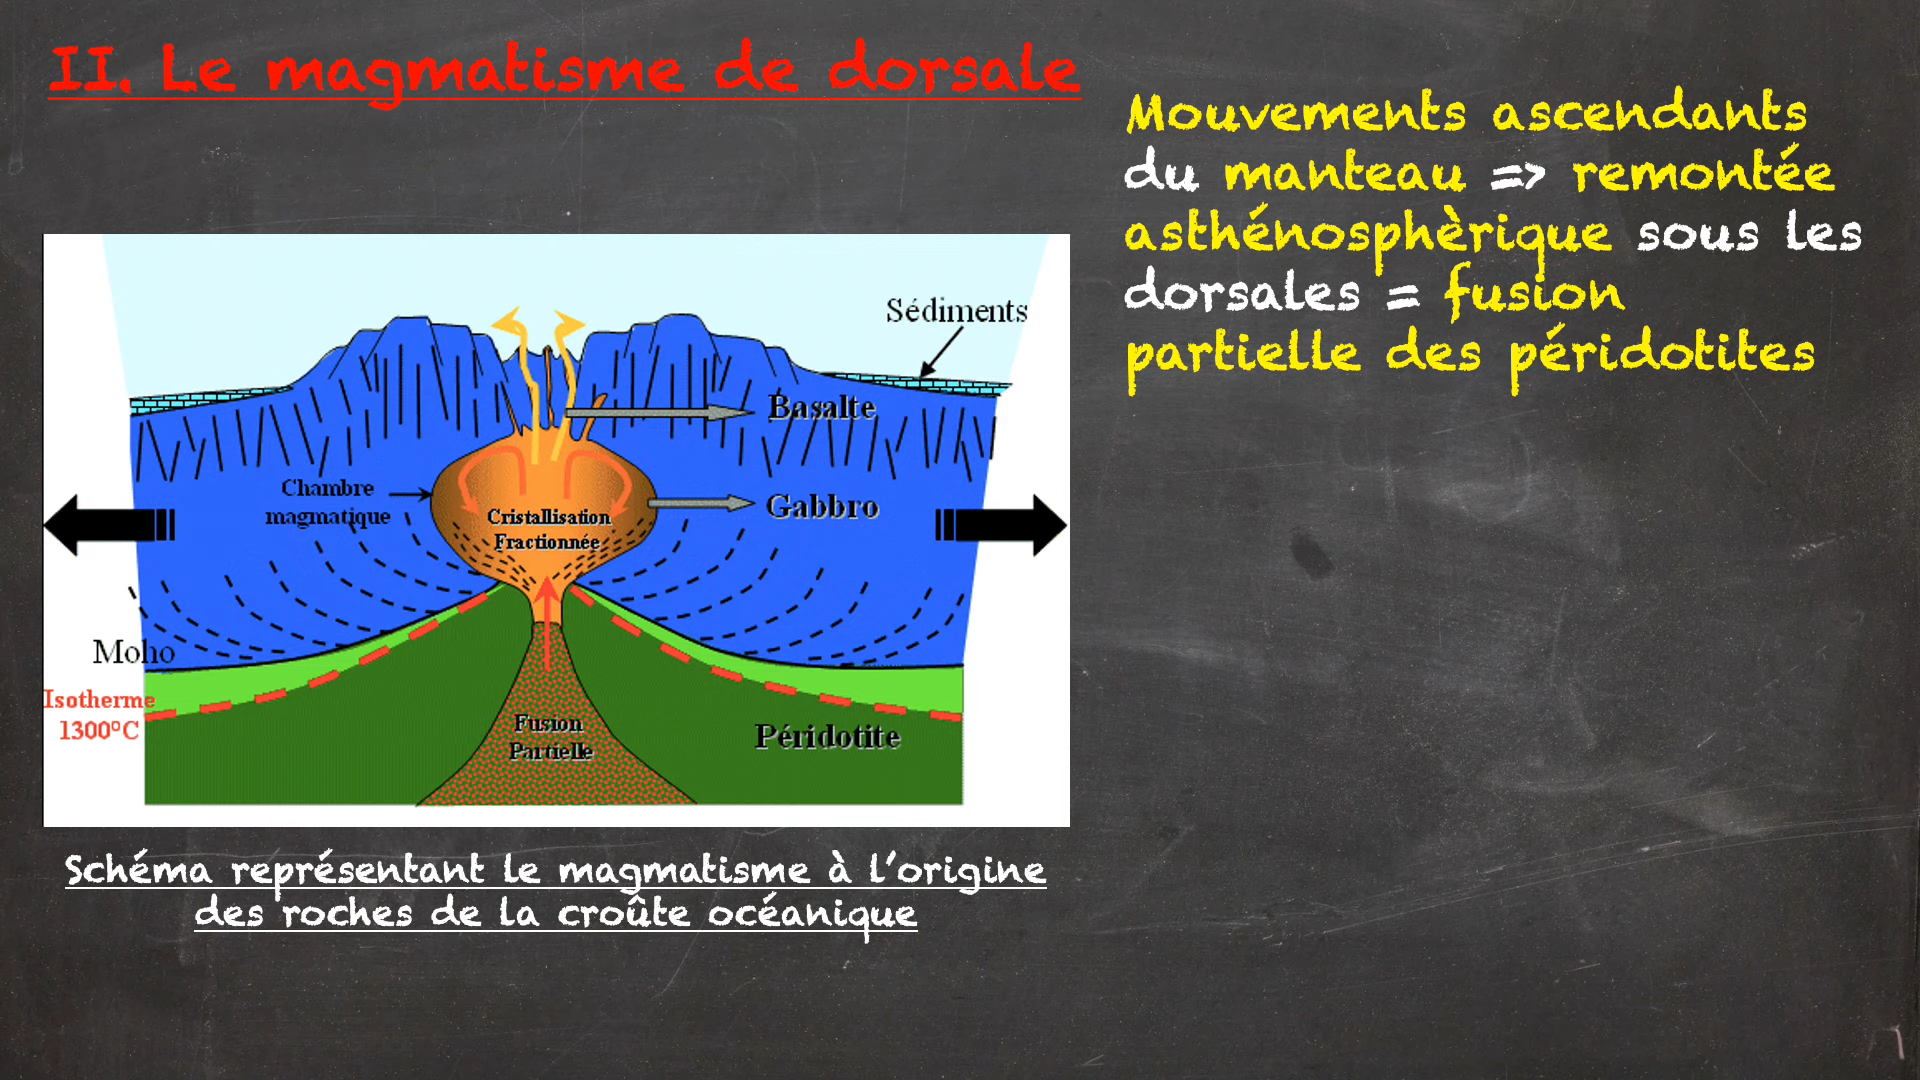 II. Le magmatisme de dorsale
Mouvements ascendants
du manteau => remontée
asthénosphèrique sous les
dorsales = fusion
partielle des péridotites
Sédiments
Basalte
Chambre
magmatique
Gabbro
Cristallisation
Fractionnée
Moho
Isotherme
1300°C
Fusion
Partielle
Péridotite
Schéma représentant le magmatisme à l'origine
des roches de la croûte océanique